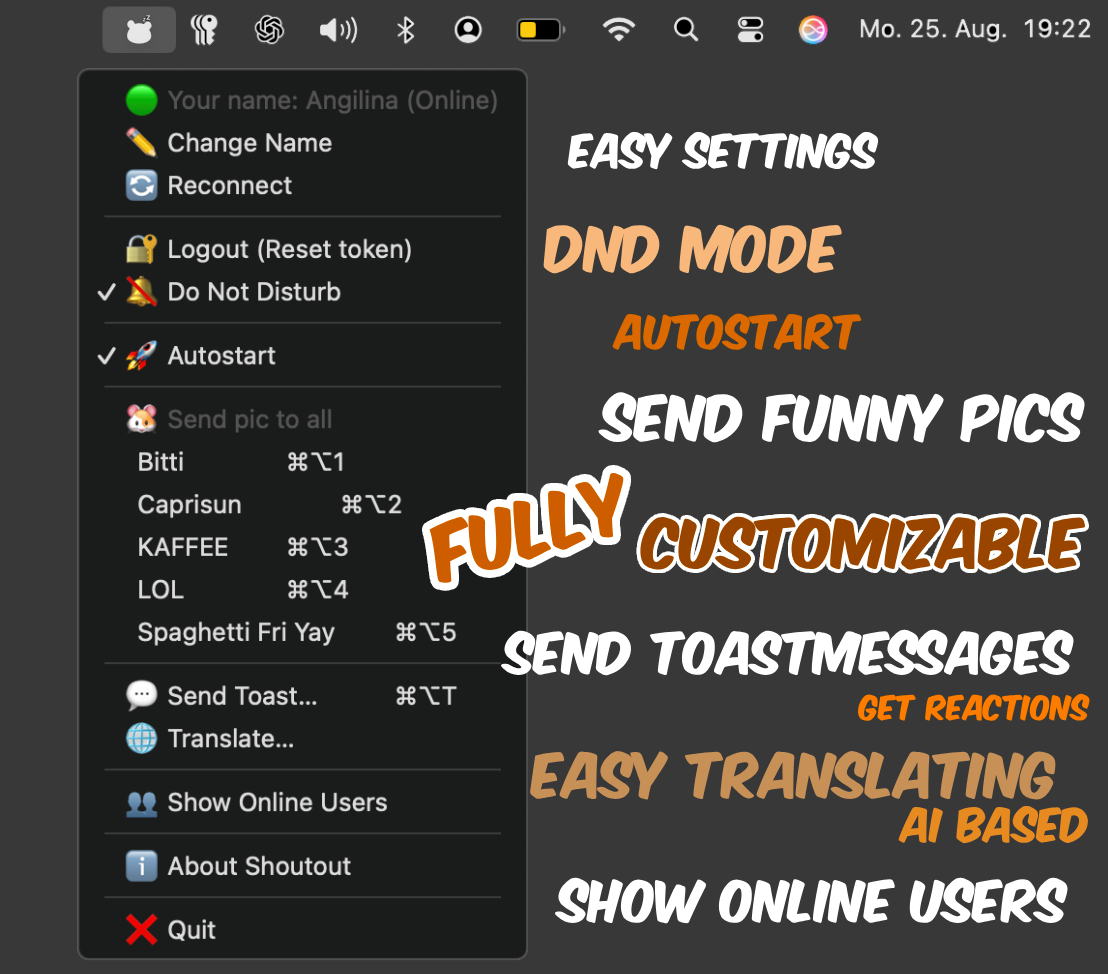 Mo. 25. Aug. 19:22
Your name: Angilina (Online)
Change Name
Reconnect
EASY SETTINGS
Logout (Reset token)
DND MODE
Do Not Disturb
AUTOSTART
Autostart
Send pic to all
SEND FUNNY PICS
Bitti ⌘⌥1
Caprisun ⌘⌥2
KAFFEE ⌘⌥3
FULLY CUSTOMIZABLE
LOL ⌘⌥4
Spaghetti Fri Yay ⌘⌥5
SEND TOASTMESSAGES
Send Toast... ⌘⌥T
GET REACTIONS
Translate...
EASY TRANSLATING
AI BASED
Show Online Users
About Shoutout
SHOW ONLINE USERS
Quit